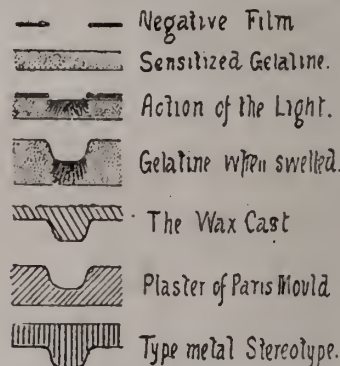 Negative Film
Sensitized Gelatine.
Action of the Light.
Gelatine when swelled.
The Wax Cast
Plaster of Paris Mould
Type metal Stereotype.